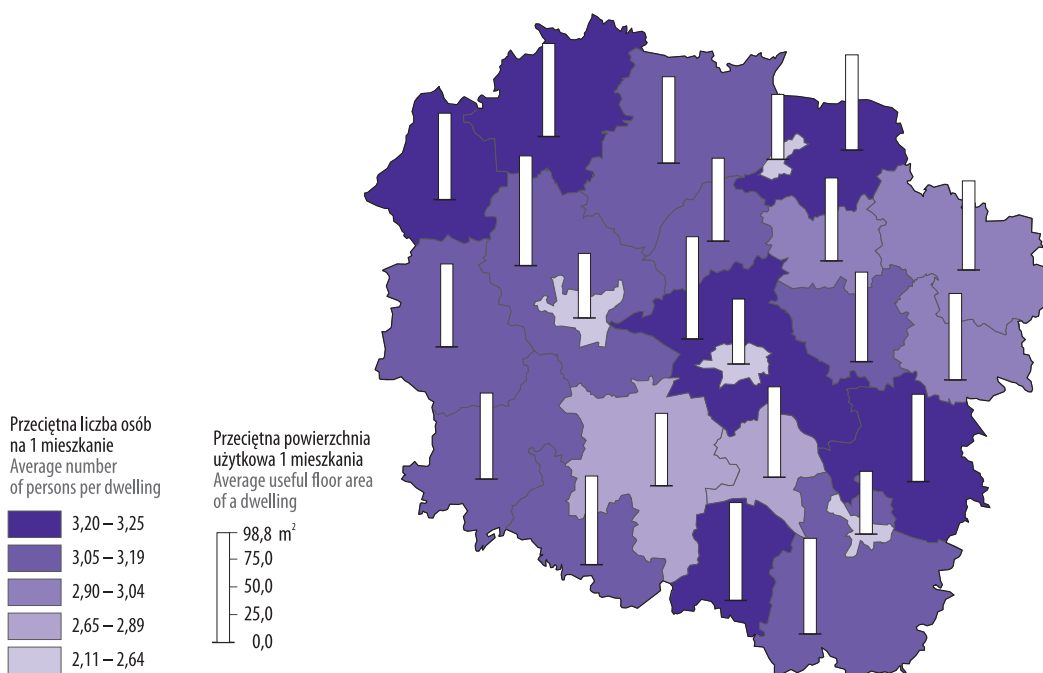 Przeciętna liczba osób
na 1 mieszkanie
Average number
of persons per dwelling
3,20 – 3,25
3,05 – 3,19
2,90 – 3,04
2,65 – 2,89
2,11 – 2,64
Przeciętna powierzchnia
użytkowa 1 mieszkania
Average useful floor area
of a dwelling
98,8 m²
75,0
50,0
25,0
0,0